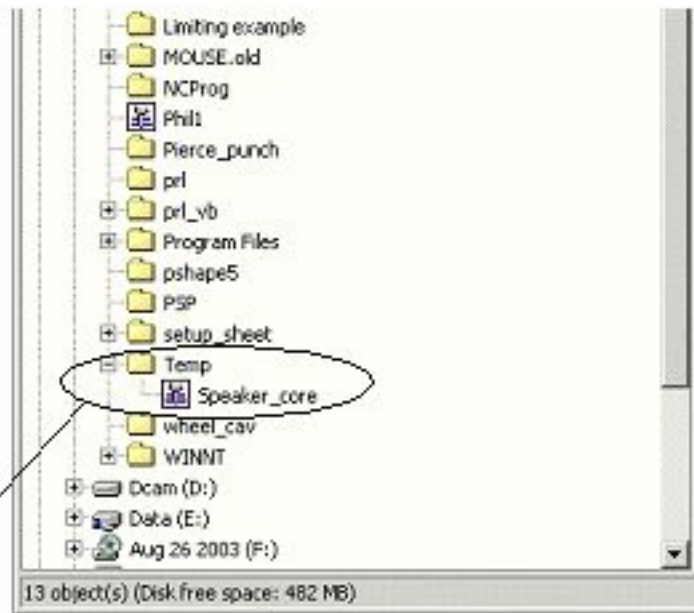 Limiting example
MOUSE.old
NCProg
Phil1
Pierce_punch
prl
prl_vb
Program Files
pshape5
PSP
setup_sheet
Temp
Speaker_core
wheel_cav
WINNT
Dcam (D:)
Data (E:)
Aug 26 2003 (F:)
13 object(s) (Disk free space: 482 MB)